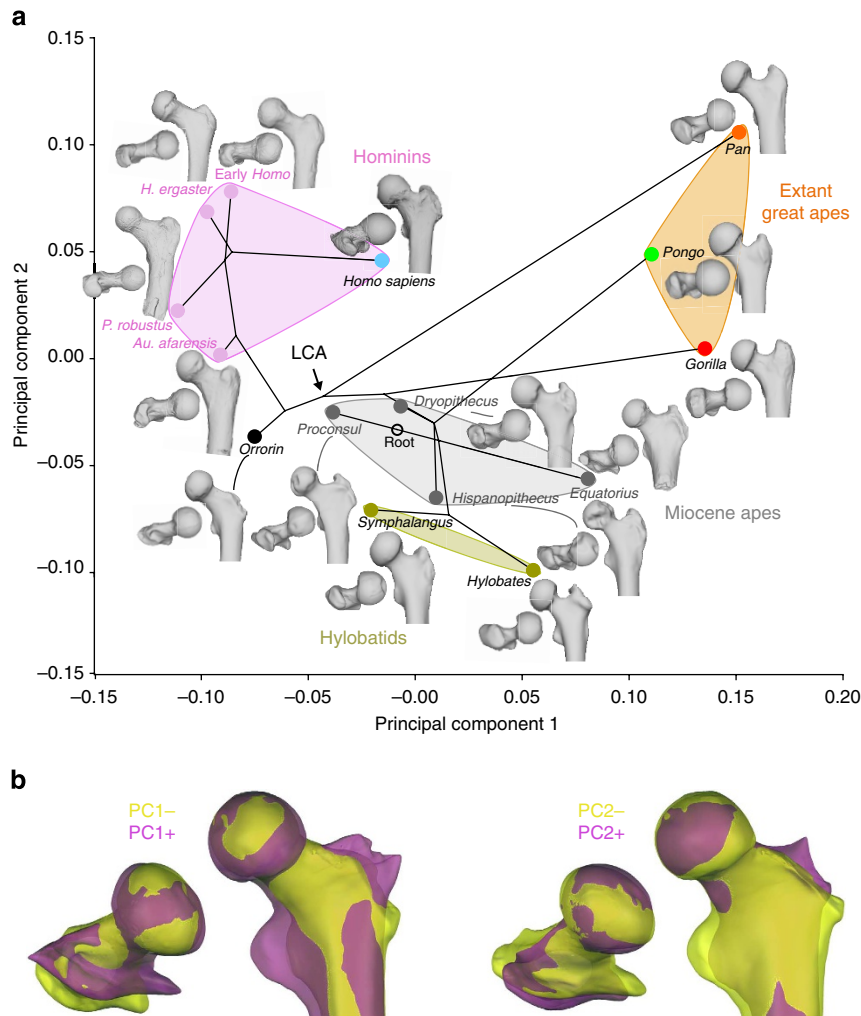 a
0.15
0.10
0.05
0.00
−0.05
−0.10
−0.15
Principal component 2
Early Homo
H. ergaster
Hominins
Homo sapiens
P. robustus
Au. afarensis
LCA
Pan
Extant
great apes
Pongo
Gorilla
Dryopithecus
Proconsul
Root
Orrorin
Equatorius
Hispanopithecus
Miocene apes
Symphalangus
Hylobates
Hylobatids
−0.15
−0.10
−0.05
−0.00
0.05
0.10
0.15
0.20
Principal component 1
b
PC1−
PC1+
PC2−
PC2+